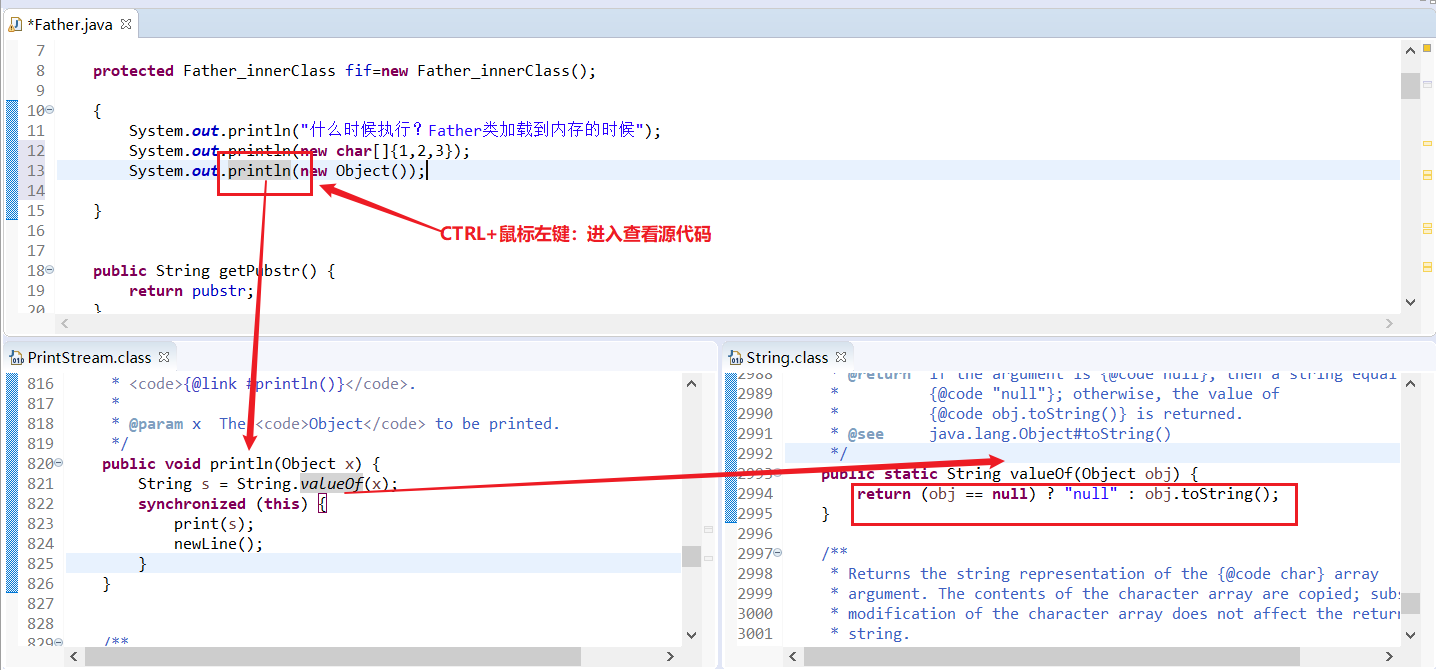 *Father.java
7
8 protected Father_innerClass fif=new Father_innerClass();
9
10 {
11 System.out.println("什么时候执行？Father类加载到内存的时候");
12 System.out.println(new char[]{1,2,3});
13 System.out.println(new Object());
14
15 }
16
17
18 public String getPubstr() {
19 return pubstr;
20 }
CTRL+鼠标左键：进入查看源代码
PrintStream.class
816 * <code>{@link #println()}</code>.
817 *
818 * @param x The <code>Object</code> to be printed.
819 */
820 public void println(Object x) {
821 String s = String.valueOf(x);
822 synchronized (this) {
823 print(s);
824 newLine();
825 }
826 }
827
828
829 /**
String.class
2988 * @return if the argument is {@code null}, then a string equal
2989 * {@code "null"}; otherwise, the value of
2990 * {@code obj.toString()} is returned.
2991 * @see java.lang.Object#toString()
2992 */
2993 public static String valueOf(Object obj) {
2994 return (obj == null) ? "null" : obj.toString();
2995 }
2996
2997 /**
2998 * Returns the string representation of the {@code char} array
2999 * argument. The contents of the character array are copied; sub
3000 * modification of the character array does not affect the retur
3001 * string.